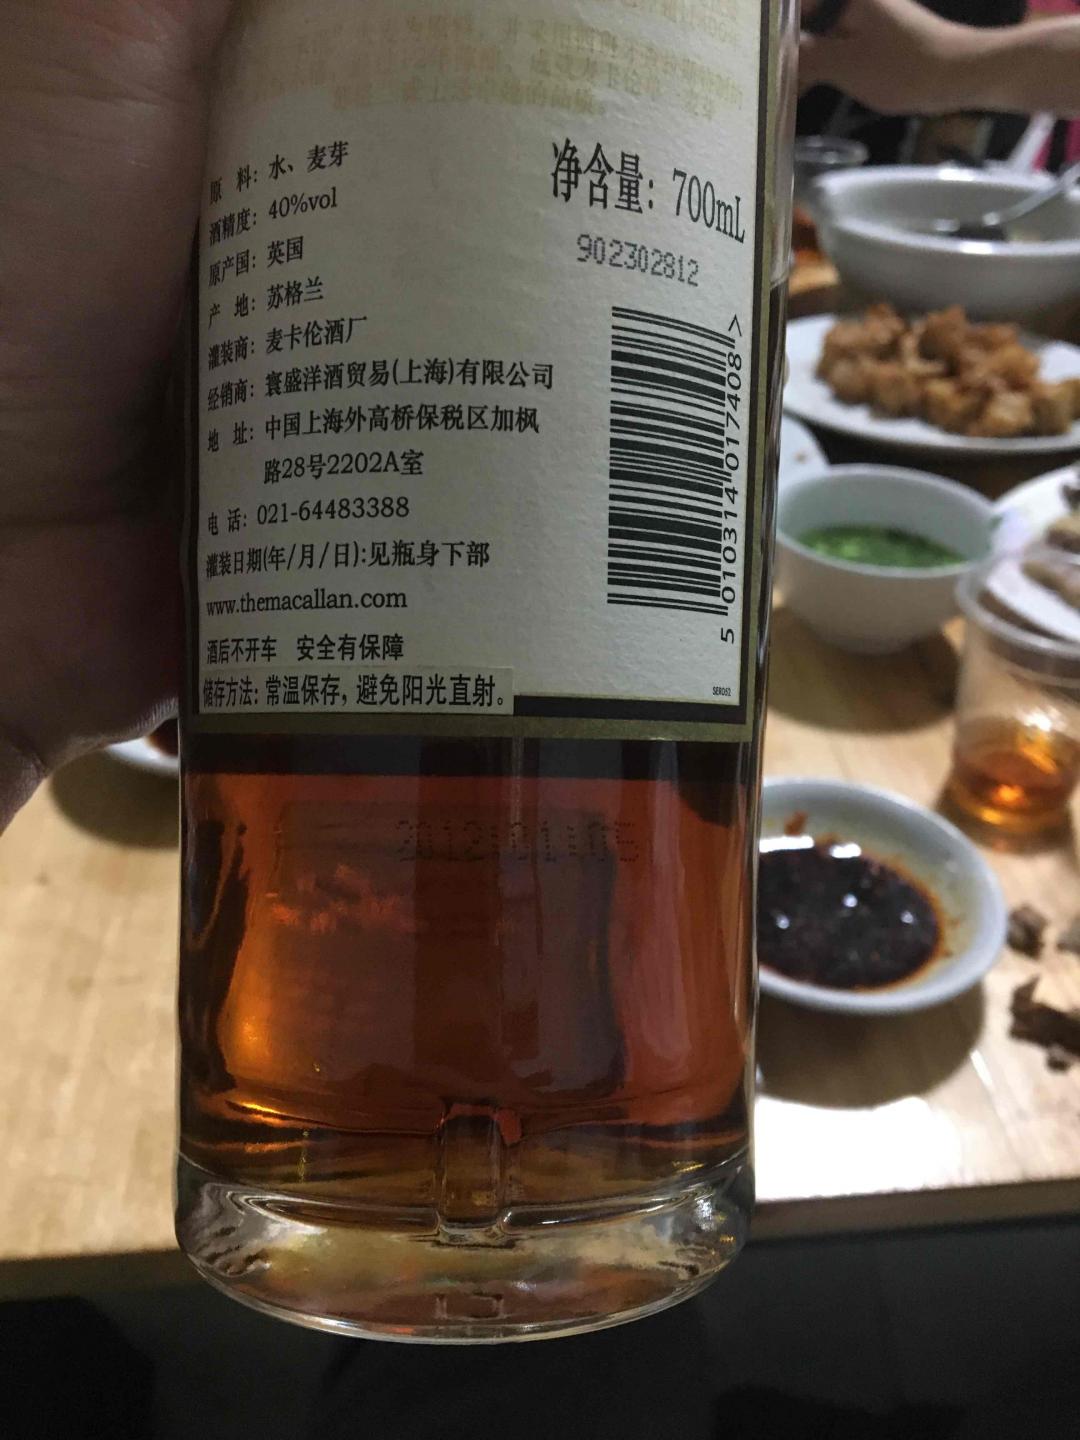 原 料：水、麦芽
酒精度：40%vol
原产国：英国
产 地：苏格兰
灌装商：麦卡伦酒厂
经销商：寰盛洋酒贸易(上海)有限公司
地 址：中国上海外高桥保税区加枫
路28号2202A室
电 话：021-64483388
灌装日期(年/月/日):见瓶身下部
www.themacallan.com
酒后不开车 安全有保障
储存方法：常温保存，避免阳光直射。
净含量：700mL
902302812
5 010314 017408 >
SER052
2012